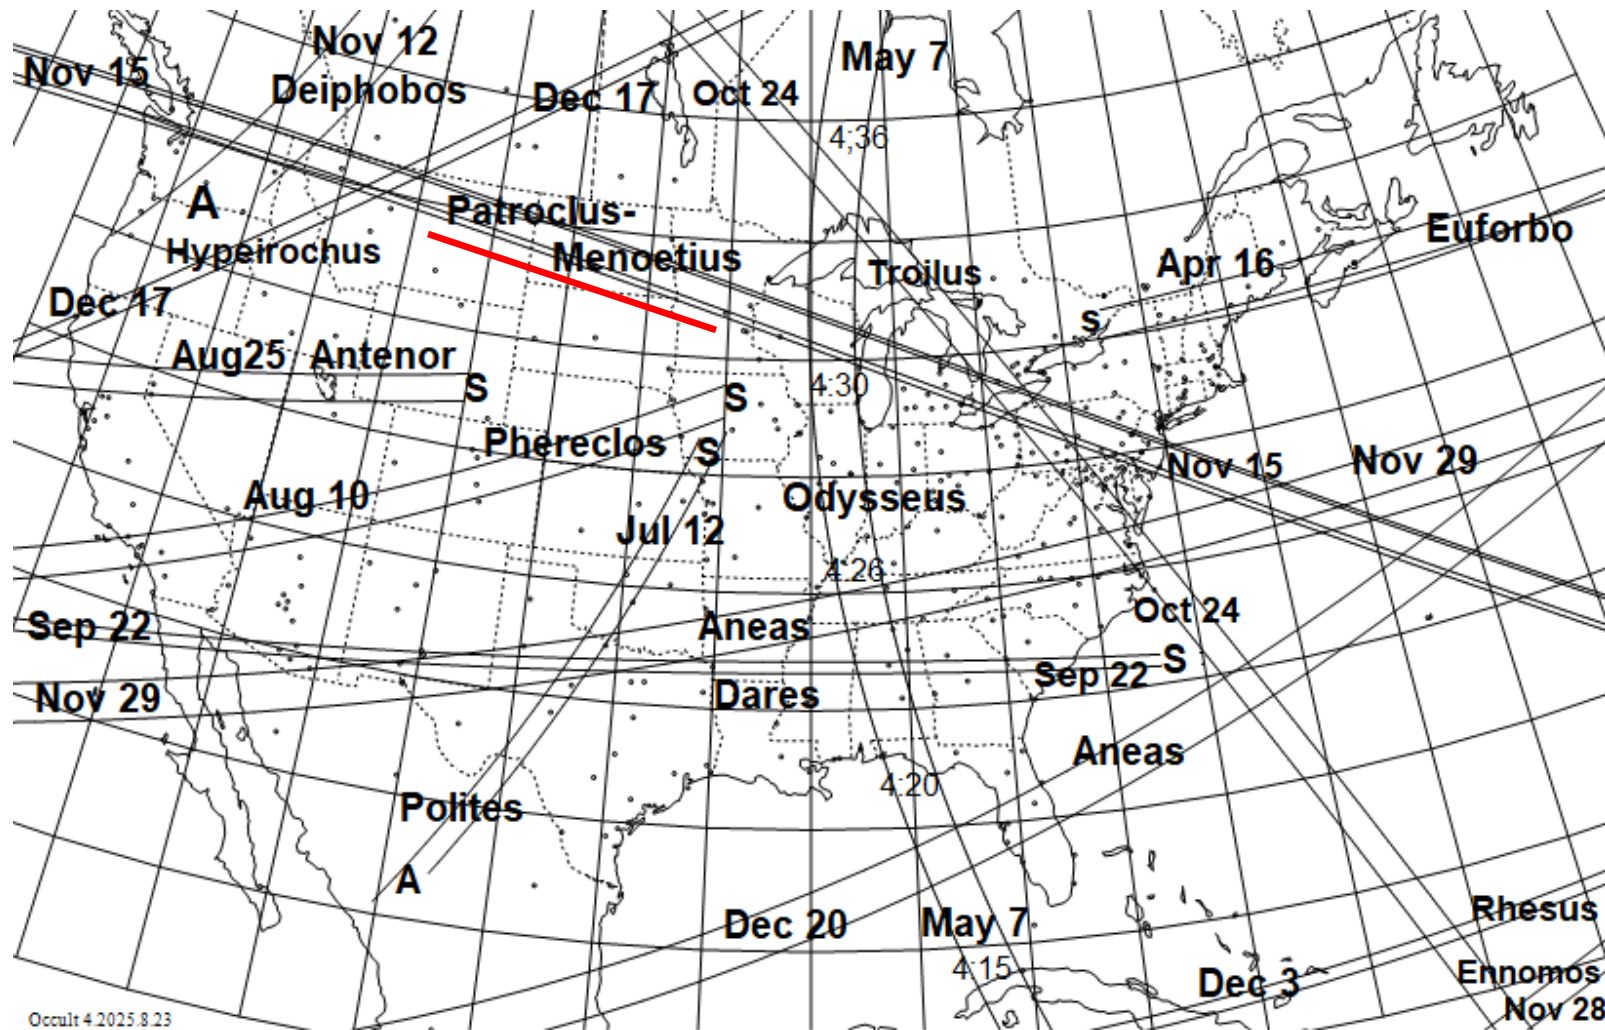 Nov 12
May 7
Nov 15
Deiphobos
Dec 17
Oct 24
4;36
A
Patroclus-
Hypeirochus
Menoetius
Troilus
Apr 16
Euforbo
Dec 17
s
Aug25
Antenor
S
S
4:30
Phereclos
S
Nov 15
Nov 29
Aug 10
Odysseus
Jul 12
4:26
Sep 22
Aneas
Oct 24
S
Sep 22
Nov 29
Dares
Aneas
4:20
Polites
A
Dec 20
May 7
Rhesus
4:15
Dec 3
Ennomos
Nov 28
Occult 4.2025.8.23